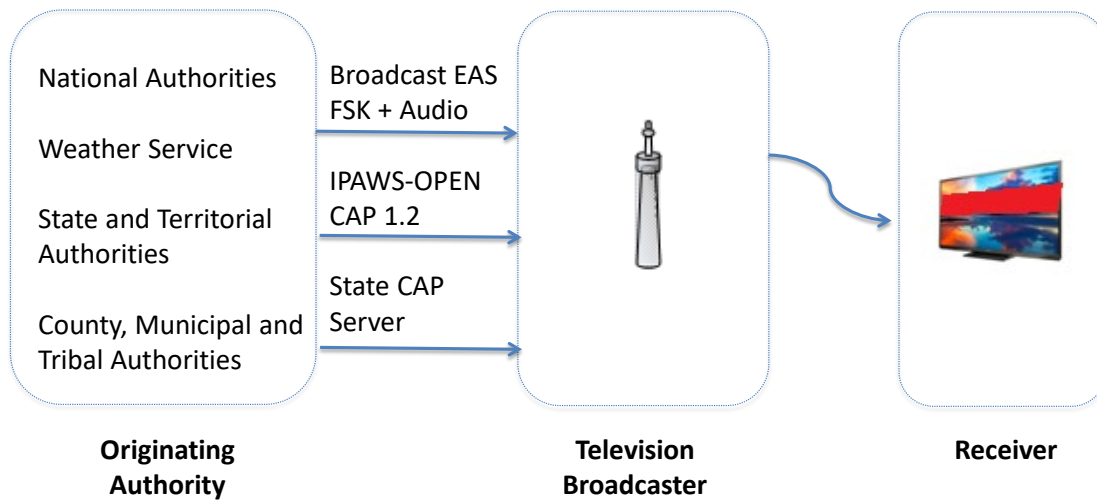 National Authorities
Weather Service
State and Territorial
Authorities
County, Municipal and
Tribal Authorities
Broadcast EAS
FSK + Audio
IPAWS-OPEN
CAP 1.2
State CAP
Server
Originating
Authority
Television
Broadcaster
Receiver